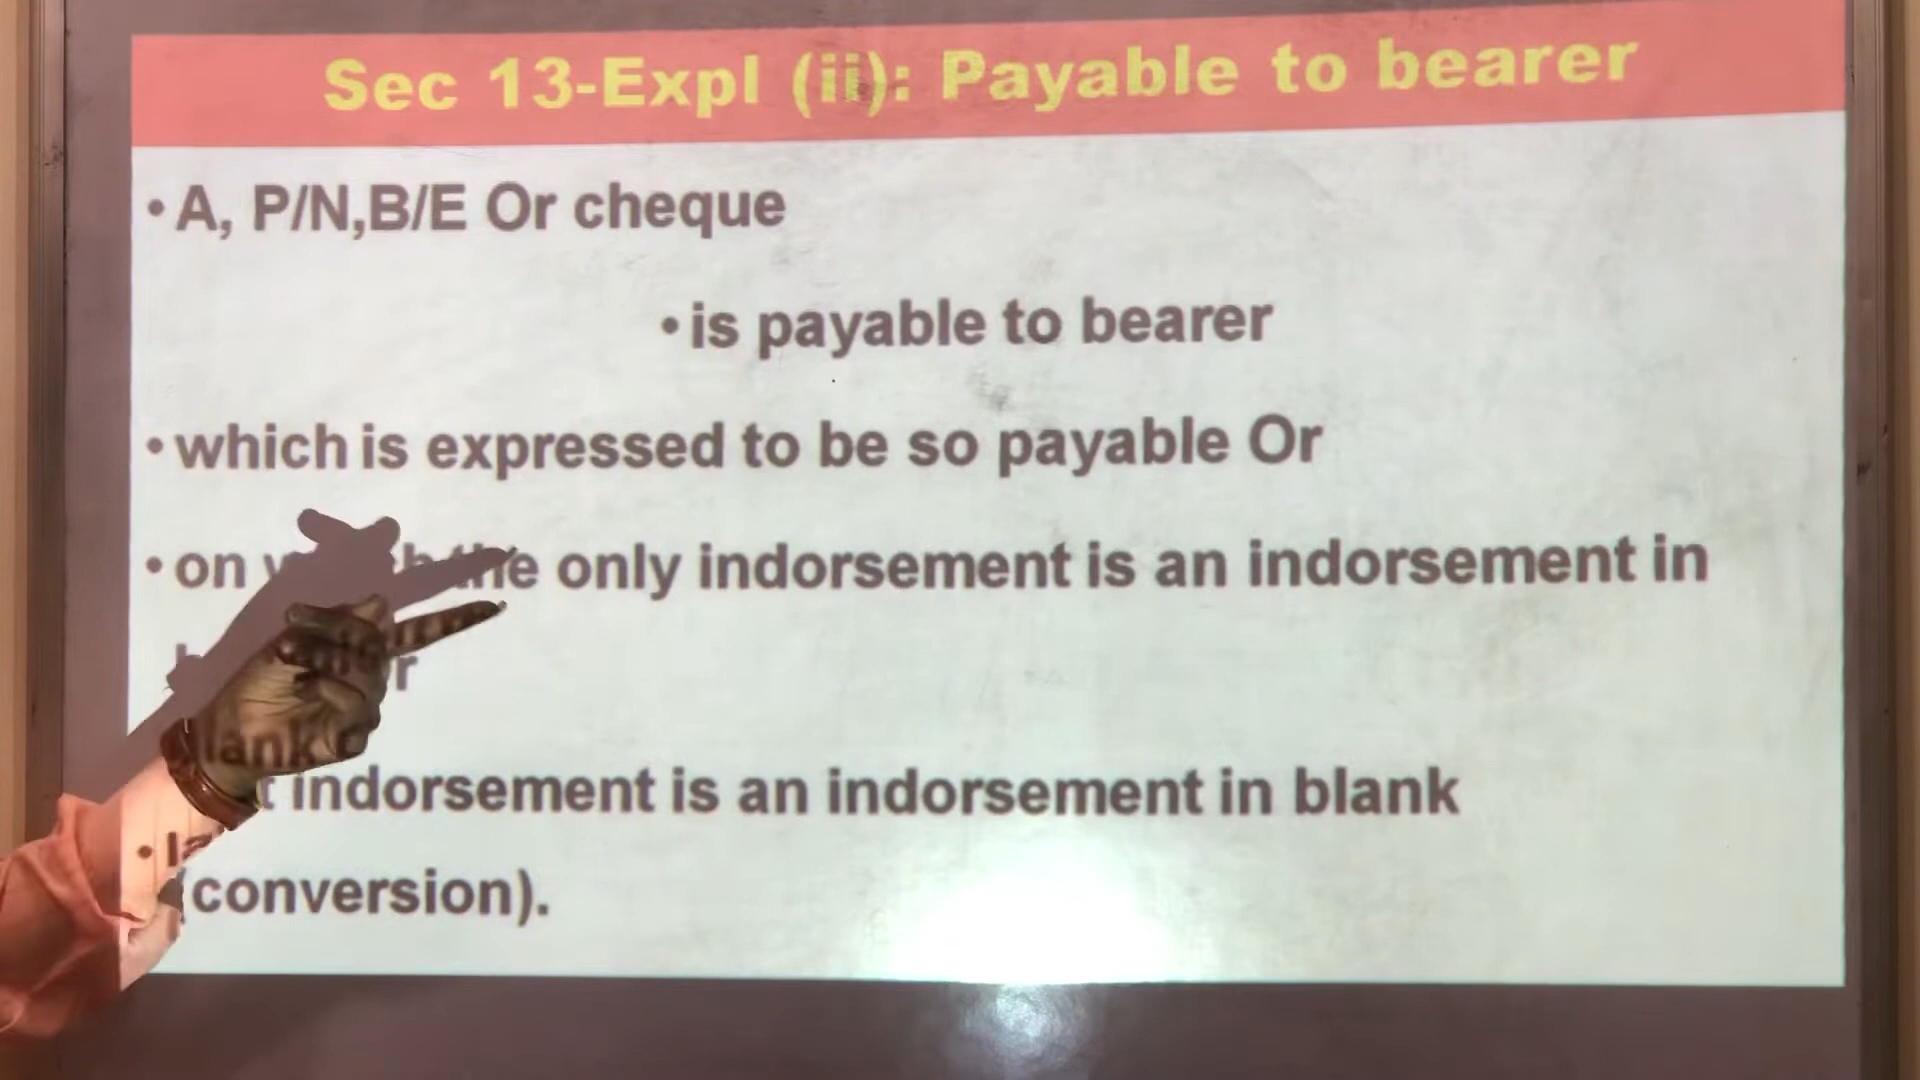 Sec 13-Expl (ii): Payable to bearer
• A, P/N,B/E Or cheque
• is payable to bearer
• which is expressed to be so payable Or
• on the only indorsement is an indorsement in
indorsement is an indorsement in blank
(conversion).